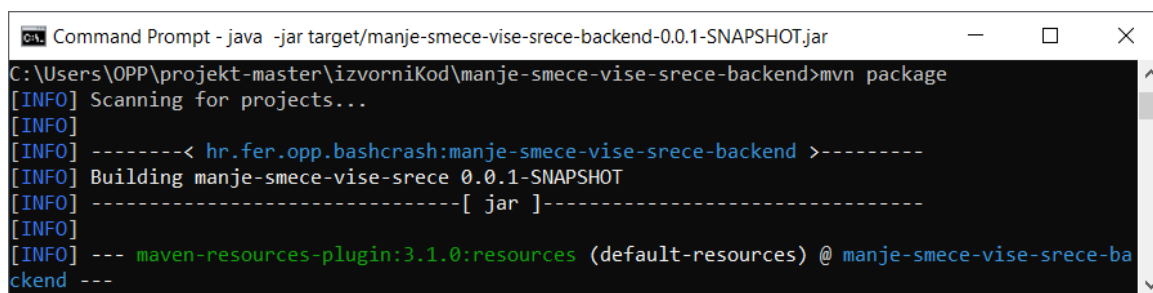 Command Prompt - java  -jar target/manje-smece-vise-srece-backend-0.0.1-SNAPSHOT.jar
C:\Users\OPP\projekt-master\izvorniKod\manje-smece-vise-srece-backend>mvn package
[INFO] Scanning for projects...
[INFO]
[INFO] --------< hr.fer.opp.bashcrash:manje-smece-vise-srece-backend >---------
[INFO] Building manje-smece-vise-srece 0.0.1-SNAPSHOT
[INFO] --------------------------------[ jar ]---------------------------------
[INFO]
[INFO] --- maven-resources-plugin:3.1.0:resources (default-resources) @ manje-smece-vise-srece-ba
ckend ---